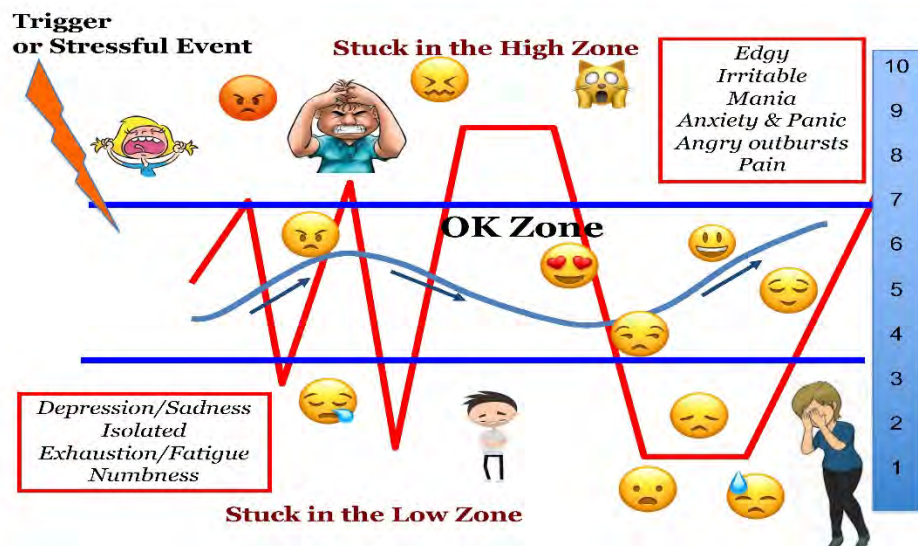 Trigger
or Stressful Event
Stuck in the High Zone
Edgy
Irritable
Mania
Anxiety & Panic
Angry outbursts
Pain
10
9
8
7
6
5
4
3
2
1
OK Zone
Depression/Sadness
Isolated
Exhaustion/Fatigue
Numbness
Stuck in the Low Zone